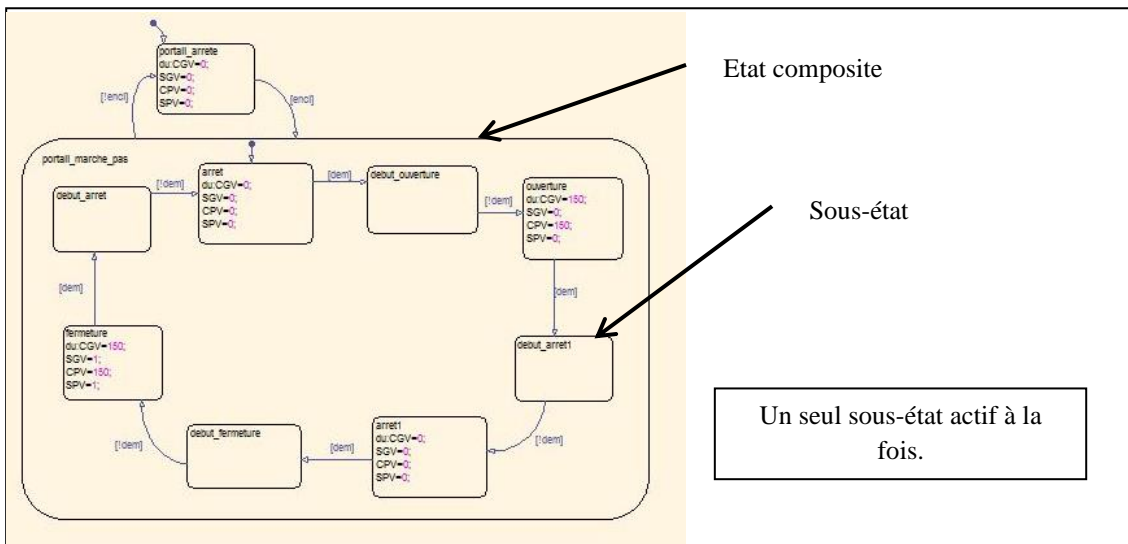 portail_arrete
du:CGV=0;
SGV=0;
CPV=0;
SPV=0;
[!encl]
[encl]
Etat composite
portail_marche_pas
debut_arret
[!dem]
arret
du:CGV=0;
SGV=0;
CPV=0;
SPV=0;
[dem]
debut_ouverture
[!dem]
ouverture
du:CGV=150;
SGV=0;
CPV=150;
SPV=0;
Sous-état
[dem]
[dem]
fermeture
du:CGV=150;
SGV=1;
CPV=150;
SPV=1;
debut_arret1
[!dem]
debut_fermeture
[dem]
arret1
du:CGV=0;
SGV=0;
CPV=0;
SPV=0;
[!dem]
Un seul sous-état actif à la
fois.